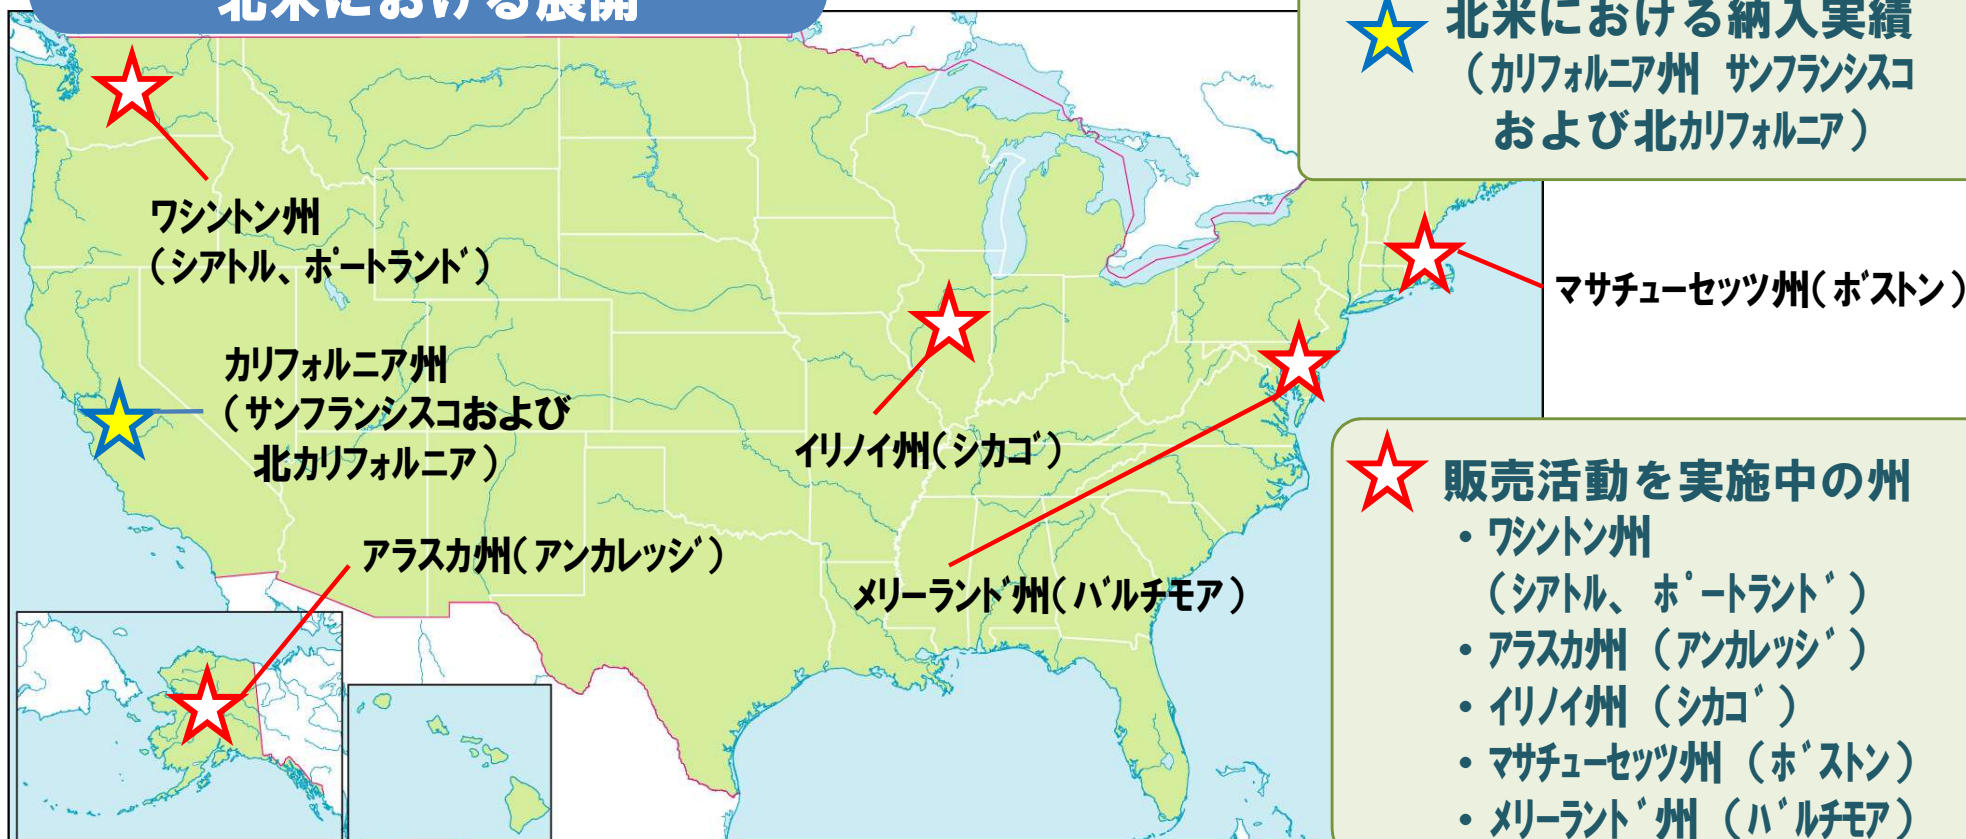 北米における展開
北米における納入実績
（カリフォルニア州 サンフランシスコ
および北カリフォルニア）
ワシントン州
（シアトル、ポートランド）
マサチューセッツ州（ボストン）
カリフォルニア州
（サンフランシスコおよび
北カリフォルニア）
イリノイ州（シカゴ）
アラスカ州（アンカレッジ）
メリーランド州（バルチモア）
販売活動を実施中の州
・ワシントン州
（シアトル、ポートランド）
・アラスカ州（アンカレッジ）
・イリノイ州（シカゴ）
・マサチューセッツ州（ボストン）
・メリーランド州（バルチモア）